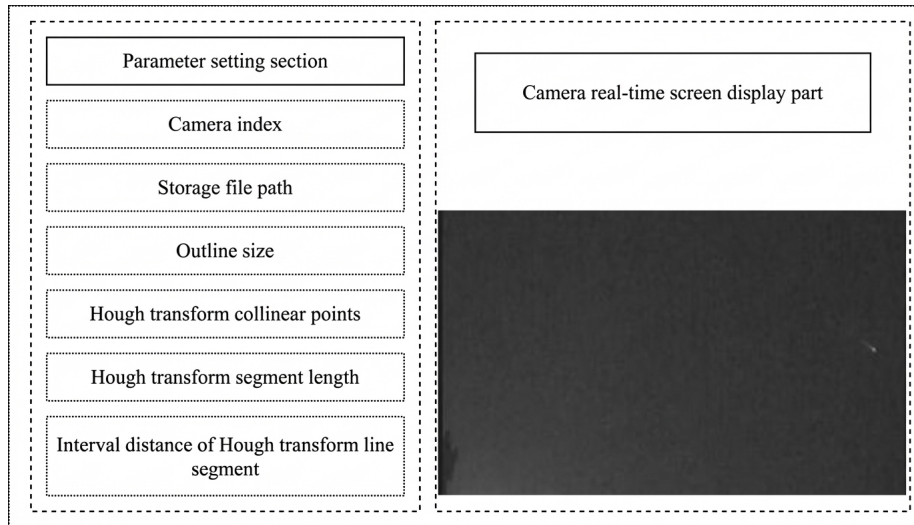 Parameter setting section
Camera index
Storage file path
Outline size
Hough transform collinear points
Hough transform segment length
Interval distance of Hough transform line
segment
Camera real-time screen display part